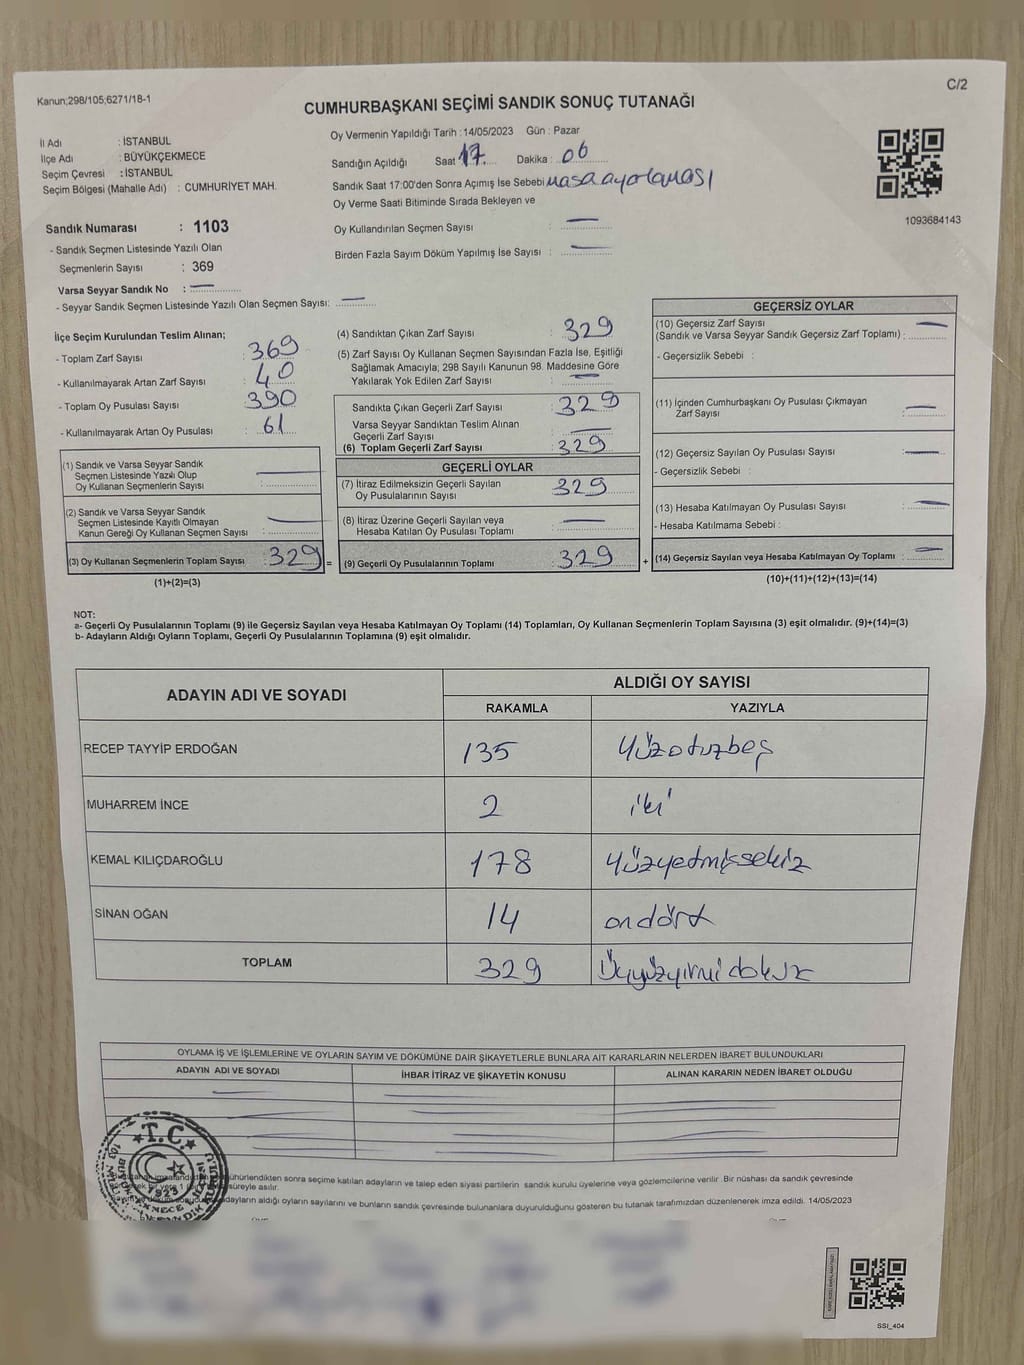 Kanun;298/105;6271/18-1
C/2
CUMHURBAŞKANI SEÇİMİ SANDIK SONUÇ TUTANAĞI
İl Adı : İSTANBUL
İlçe Adı : BÜYÜKÇEKMECE
Seçim Çevresi : İSTANBUL
Seçim Bölgesi (Mahalle Adı) : CUMHURİYET MAH.
Sandık Numarası : 1103
- Sandık Seçmen Listesinde Yazılı Olan
Seçmenlerin Sayısı : 369
Varsa Seyyar Sandık No : —
- Seyyar Sandık Seçmen Listesinde Yazılı Olan Seçmen Sayısı: —
Oy Vermenin Yapıldığı Tarih :14/05/2023 Gün : Pazar
Sandığın Açıldığı Saat 17 Dakika : 06
Sandık Saat 17:00'den Sonra Açımış İse Sebebi masa ayarlaması
Oy Verme Saati Bitiminde Sırada Bekleyen ve
Oy Kullandırılan Seçmen Sayısı : —
Birden Fazla Sayım Döküm Yapılmış İse Sayısı : —
1093684143
İlçe Seçim Kurulundan Teslim Alınan;
- Toplam Zarf Sayısı : 369
- Kullanılmayarak Artan Zarf Sayısı : 40
- Toplam Oy Pusulası Sayısı : 390
- Kullanılmayarak Artan Oy Pusulası : 61
(1) Sandık ve Varsa Seyyar Sandık
Seçmen Listesinde Yazılı Olup
Oy Kullanan Seçmenlerin Sayısı : —
(2) Sandık ve Varsa Seyyar Sandık
Seçmen Listesinde Kayıtlı Olmayan
Kanun Gereği Oy Kullanan Seçmen Sayısı : —
(3) Oy Kullanan Seçmenlerin Toplam Sayısı : 329 =
(1)+(2)=(3)
(4) Sandıktan Çıkan Zarf Sayısı : 329
(5) Zarf Sayısı Oy Kullanan Seçmen Sayısından Fazla İse, Eşitliği
Sağlamak Amacıyla; 298 Sayılı Kanunun 98. Maddesine Göre
Yakılarak Yok Edilen Zarf Sayısı : —
Sandıkta Çıkan Geçerli Zarf Sayısı : 329
Varsa Seyyar Sandıktan Teslim Alınan
Geçerli Zarf Sayısı : —
(6) Toplam Geçerli Zarf Sayısı : 329
GEÇERLİ OYLAR
(7) İtiraz Edilmeksizin Geçerli Sayılan
Oy Pusulalarının Sayısı : 329
(8) İtiraz Üzerine Geçerli Sayılan veya
Hesaba Katılan Oy Pusulası Toplamı : —
(9) Geçerli Oy Pusulalarının Toplamı : 329 +
GEÇERSİZ OYLAR
(10) Geçersiz Zarf Sayısı
(Sandık ve Varsa Seyyar Sandık Geçersiz Zarf Toplamı) : —
- Geçersizlik Sebebi :
(11) İçinden Cumhurbaşkanı Oy Pusulası Çıkmayan
Zarf Sayısı : —
(12) Geçersiz Sayılan Oy Pusulası Sayısı : —
- Geçersizlik Sebebi :
(13) Hesaba Katılmayan Oy Pusulası Sayısı : —
- Hesaba Katılmama Sebebi :
(14) Geçersiz Sayılan veya Hesaba Katılmayan Oy Toplamı : —
(10)+(11)+(12)+(13)=(14)
NOT:
a- Geçerli Oy Pusulalarının Toplamı (9) ile Geçersiz Sayılan veya Hesaba Katılmayan Oy Toplamı (14) Toplamları, Oy Kullanan Seçmenlerin Toplam Sayısına (3) eşit olmalıdır. (9)+(14)=(3)
b- Adayların Aldığı Oyların Toplamı, Geçerli Oy Pusulalarının Toplamına (9) eşit olmalıdır.
ADAYIN ADI VE SOYADI
ALDIĞI OY SAYISI
RAKAMLA YAZIYLA
RECEP TAYYİP ERDOĞAN 135 yüzotuzbeş
MUHARREM İNCE 2 iki
KEMAL KILIÇDAROĞLU 178 yüzyetmişsekiz
SİNAN OĞAN 14 ondört
TOPLAM 329 Üçyüzyirmidokuz
OYLAMA İŞ VE İŞLEMLERİNE VE OYLARIN SAYIM VE DÖKÜMÜNE DAİR ŞİKAYETLERLE BUNLARA AİT KARARLARIN NELERDEN İBARET BULUNDUKLARI
ADAYIN ADI VE SOYADI İHBAR İTİRAZ VE ŞİKAYETİN KONUSU ALINAN KARARIN NEDEN İBARET OLDUĞU
T.C.
1923
sonra seçime katılan adayların ve talep eden siyasi partilerin sandık kurulu üyelerine veya gözlemcilerine verilir. Bir nüshası da sandık çevresinde
süreyle asılır.
adayların aldığı oyların sayılarını ve bunların sandık çevresinde bulunanlara duyurulduğunu gösteren bu tutanak tarafımızdan düzenlenerek imza edildi. 14/05/2023
SSİ_404